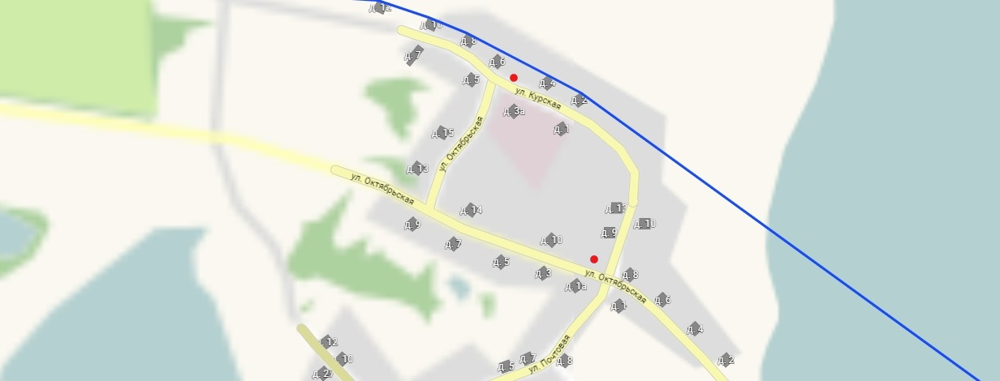 д.12
д.10
д.8
д.7
д.6
д.5
д.4
ул. Курская
д.2
д.3а
д.1
д.15
ул. Октябрьская
д.13
ул. Октябрьская
д.14
д.13
д.9
д.10
д.9
д.7
д.10
д.5
д.3
ул. Октябрьская
д.8
д.1а
д.6
д.1
д.4
д.12
ул. Почтовая
д.10
д.7
д.8
д.2
д.5
д.27